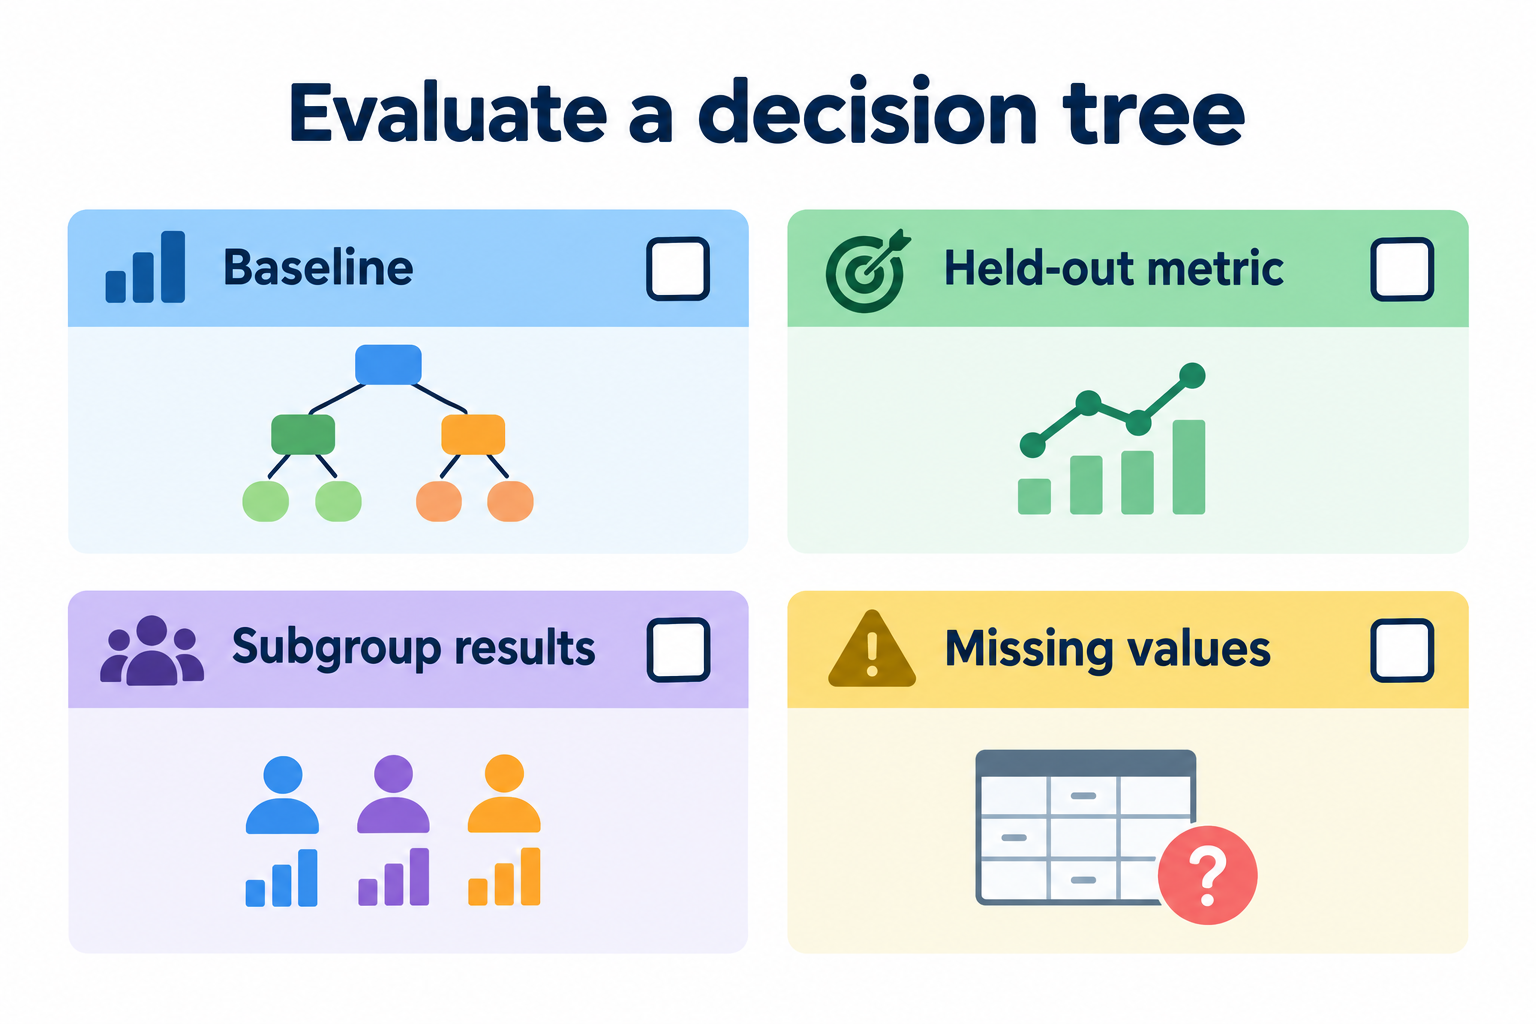 Evaluate a decision tree
Baseline
Held-out metric
Subgroup results
Missing values
?